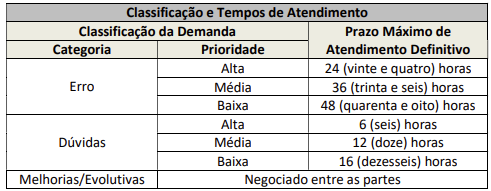 Classificação e Tempos de Atendimento
Classificação da Demanda
Prazo Máximo de
Atendimento Definitivo
Categoria
Prioridade
Erro
Alta
24 (vinte e quatro) horas
Média
36 (trinta e seis) horas
Baixa
48 (quarenta e oito) horas
Dúvidas
Alta
6 (seis) horas
Média
12 (doze) horas
Baixa
16 (dezesseis) horas
Melhorias/Evolutivas
Negociado entre as partes